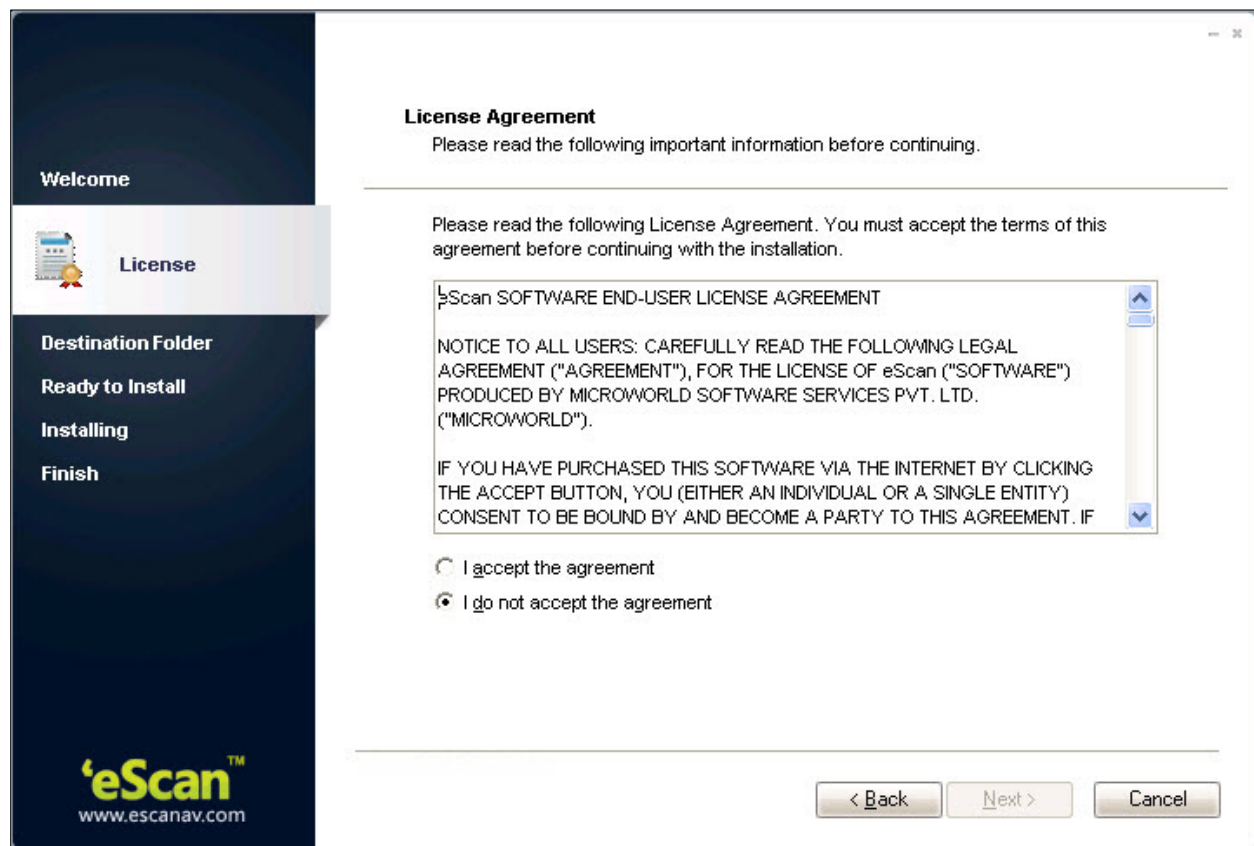 Welcome
License
Destination Folder
Ready to Install
Installing
Finish
'eScan™
www.escanav.com
License Agreement
Please read the following important information before continuing.
Please read the following License Agreement. You must accept the terms of this
agreement before continuing with the installation.
eScan SOFTWARE END-USER LICENSE AGREEMENT
NOTICE TO ALL USERS: CAREFULLY READ THE FOLLOWING LEGAL
AGREEMENT ("AGREEMENT"), FOR THE LICENSE OF eScan ("SOFTWARE")
PRODUCED BY MICROWORLD SOFTWARE SERVICES PVT. LTD.
("MICROWORLD").
IF YOU HAVE PURCHASED THIS SOFTWARE VIA THE INTERNET BY CLICKING
THE ACCEPT BUTTON, YOU (EITHER AN INDIVIDUAL OR A SINGLE ENTITY)
CONSENT TO BE BOUND BY AND BECOME A PARTY TO THIS AGREEMENT. IF
I accept the agreement
I do not accept the agreement
< Back
Next >
Cancel